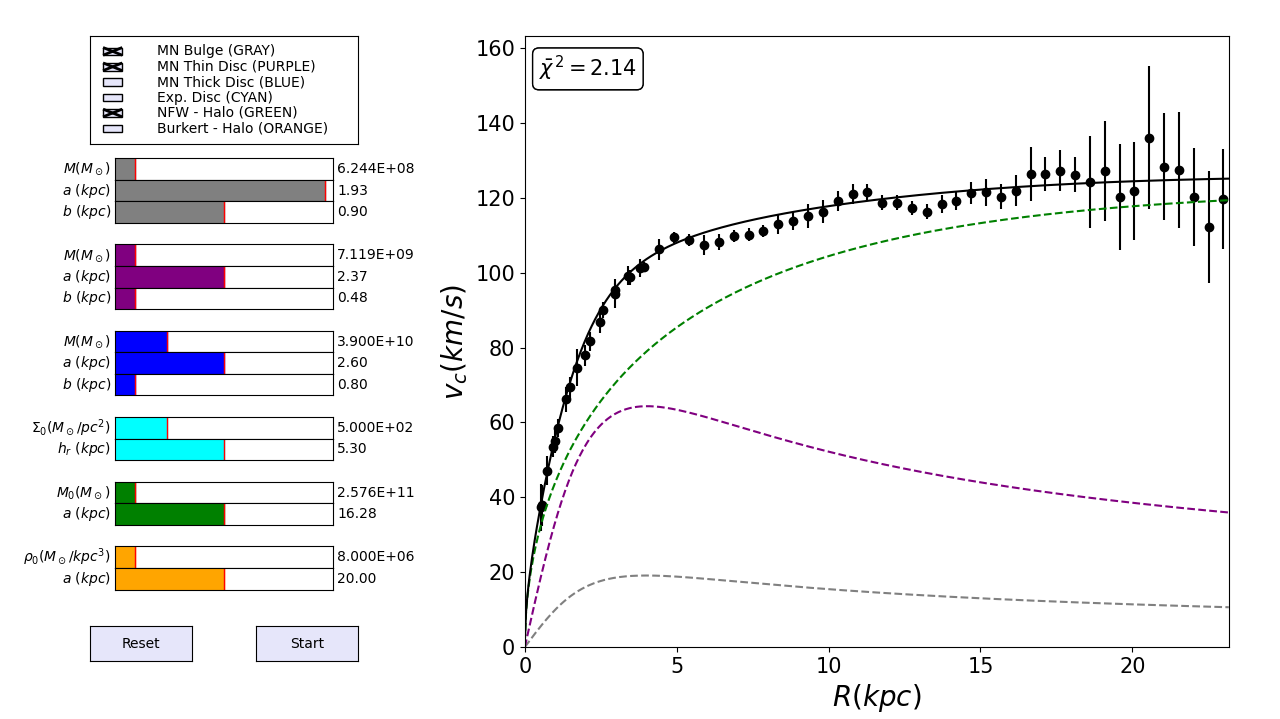 MN Bulge (GRAY)
MN Thin Disc (PURPLE)
MN Thick Disc (BLUE)
Exp. Disc (CYAN)
NFW - Halo (GREEN)
Burkert - Halo (ORANGE)
M(M⊙) 6.244E+08
a (kpc) 1.93
b (kpc) 0.90
M(M⊙) 7.119E+09
a (kpc) 2.37
b (kpc) 0.48
M(M⊙) 3.900E+10
a (kpc) 2.60
b (kpc) 0.80
Σ₀(M⊙/pc²) 5.000E+02
hᵣ (kpc) 5.30
M₀(M⊙) 2.576E+11
a (kpc) 16.28
ρ₀(M⊙/kpc³) 8.000E+06
a (kpc) 20.00
Reset
Start
χ̄² = 2.14
160
140
120
100
80
60
40
20
0
v_c(km/s)
0 5 10 15 20
R(kpc)